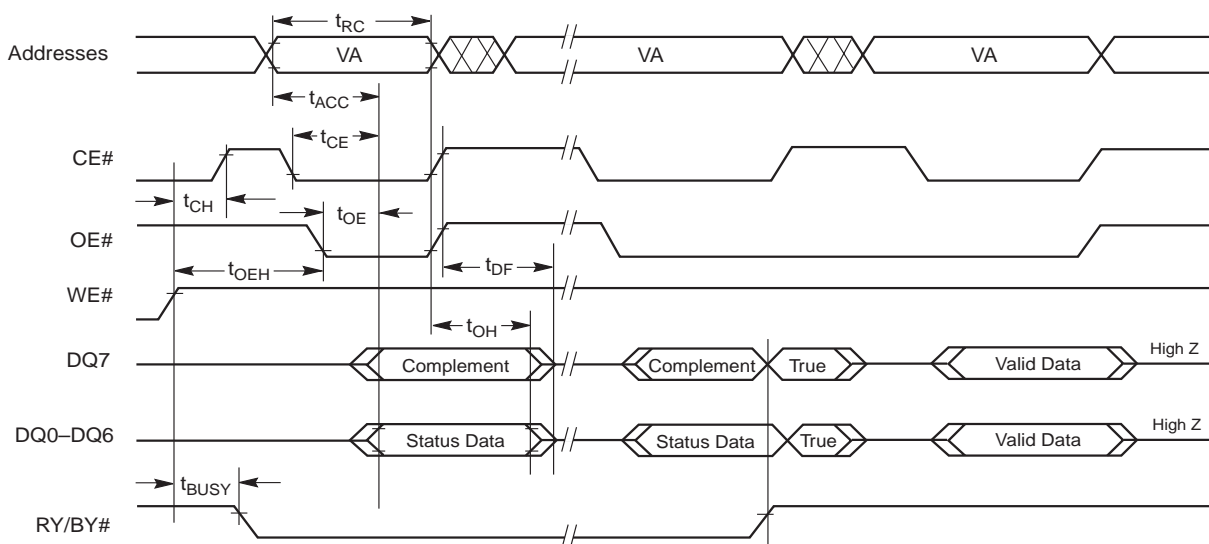 tRC
Addresses VA VA VA
tACC
tCE
CE#
tCH
tOE
OE#
tOEH
tDF
WE#
tOH
DQ7 Complement Complement True Valid Data High Z
DQ0–DQ6 Status Data Status Data True Valid Data High Z
tBUSY
RY/BY#